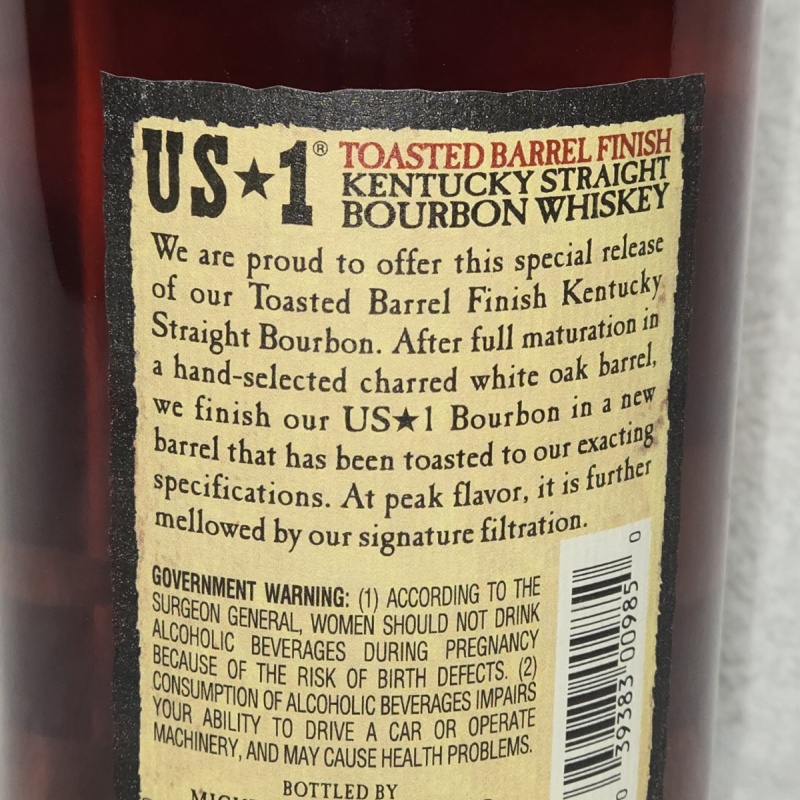 US★1® TOASTED BARREL FINISH
KENTUCKY STRAIGHT
BOURBON WHISKEY
We are proud to offer this special release
of our Toasted Barrel Finish Kentucky
Straight Bourbon. After full maturation in
a hand-selected charred white oak barrel,
we finish our US★1 Bourbon in a new
barrel that has been toasted to our exacting
specifications. At peak flavor, it is further
mellowed by our signature filtration.
GOVERNMENT WARNING: (1) ACCORDING TO THE
SURGEON GENERAL, WOMEN SHOULD NOT DRINK
ALCOHOLIC BEVERAGES DURING PREGNANCY
BECAUSE OF THE RISK OF BIRTH DEFECTS. (2)
CONSUMPTION OF ALCOHOLIC BEVERAGES IMPAIRS
YOUR ABILITY TO DRIVE A CAR OR OPERATE
MACHINERY, AND MAY CAUSE HEALTH PROBLEMS.
BOTTLED BY
0 39383 00985 0